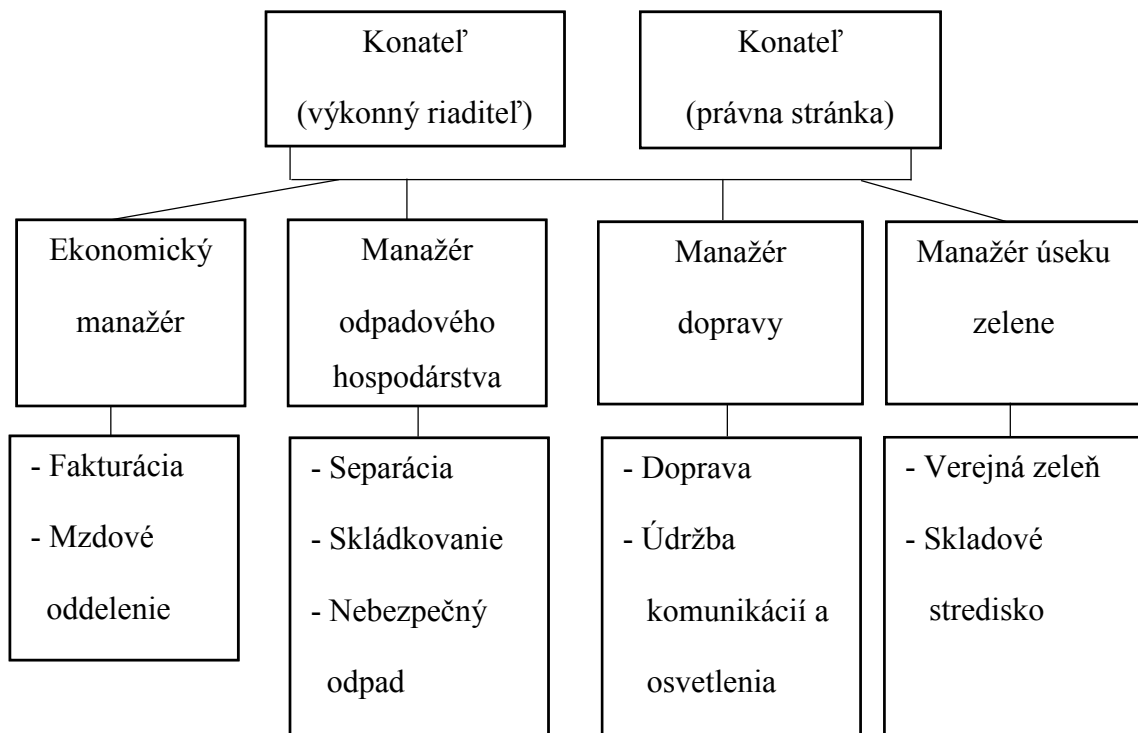 Konateľ
(výkonný riaditeľ)
Konateľ
(právna stránka)
Ekonomický
manažér
Manažér
odpadového
hospodárstva
Manažér
dopravy
Manažér úseku
zelene
- Fakturácia
- Mzdové
oddelenie
- Separácia
- Skládkovanie
- Nebezpečný
odpad
- Doprava
- Údržba
komunikácií a
osvetlenia
- Verejná zeleň
- Skladové
stredisko